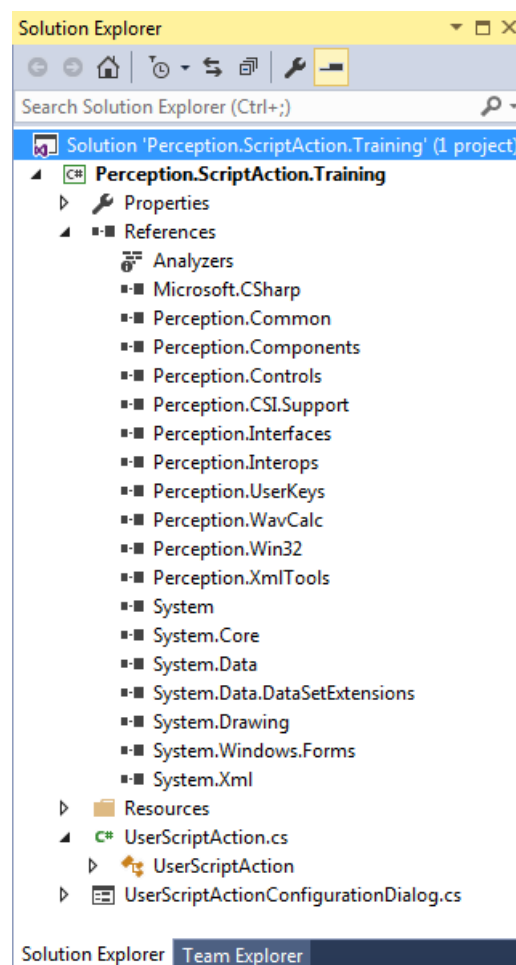 Solution Explorer
Search Solution Explorer (Ctrl+;)
Solution 'Perception.ScriptAction.Training' (1 project)
C# Perception.ScriptAction.Training
Properties
References
Analyzers
Microsoft.CSharp
Perception.Common
Perception.Components
Perception.Controls
Perception.CSI.Support
Perception.Interfaces
Perception.Interops
Perception.UserKeys
Perception.WavCalc
Perception.Win32
Perception.XmlTools
System
System.Core
System.Data
System.Data.DataSetExtensions
System.Drawing
System.Windows.Forms
System.Xml
Resources
C# UserScriptAction.cs
UserScriptAction
UserScriptActionConfigurationDialog.cs
Solution Explorer Team Explorer